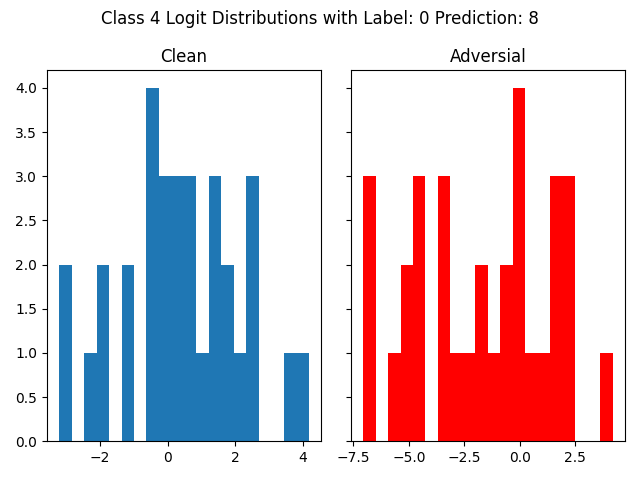 Class 4 Logit Distributions with Label: 0 Prediction: 8
Clean
Adversial
4.0
3.5
3.0
2.5
2.0
1.5
1.0
0.5
0.0
−2 0 2 4
−7.5 −5.0 −2.5 0.0 2.5